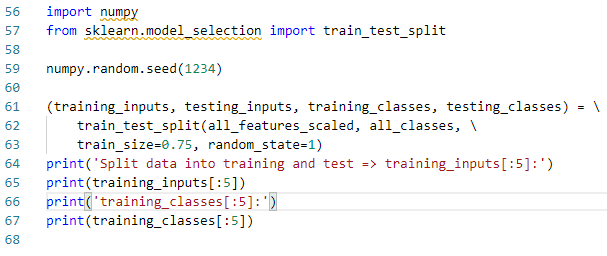 56 import numpy
57 from sklearn.model_selection import train_test_split
58
59 numpy.random.seed(1234)
60
61 (training_inputs, testing_inputs, training_classes, testing_classes) = \
62     train_test_split(all_features_scaled, all_classes, \
63     train_size=0.75, random_state=1)
64 print('Split data into training and test => training_inputs[:5]:')
65 print(training_inputs[:5])
66 print('training_classes[:5]:')
67 print(training_classes[:5])
68